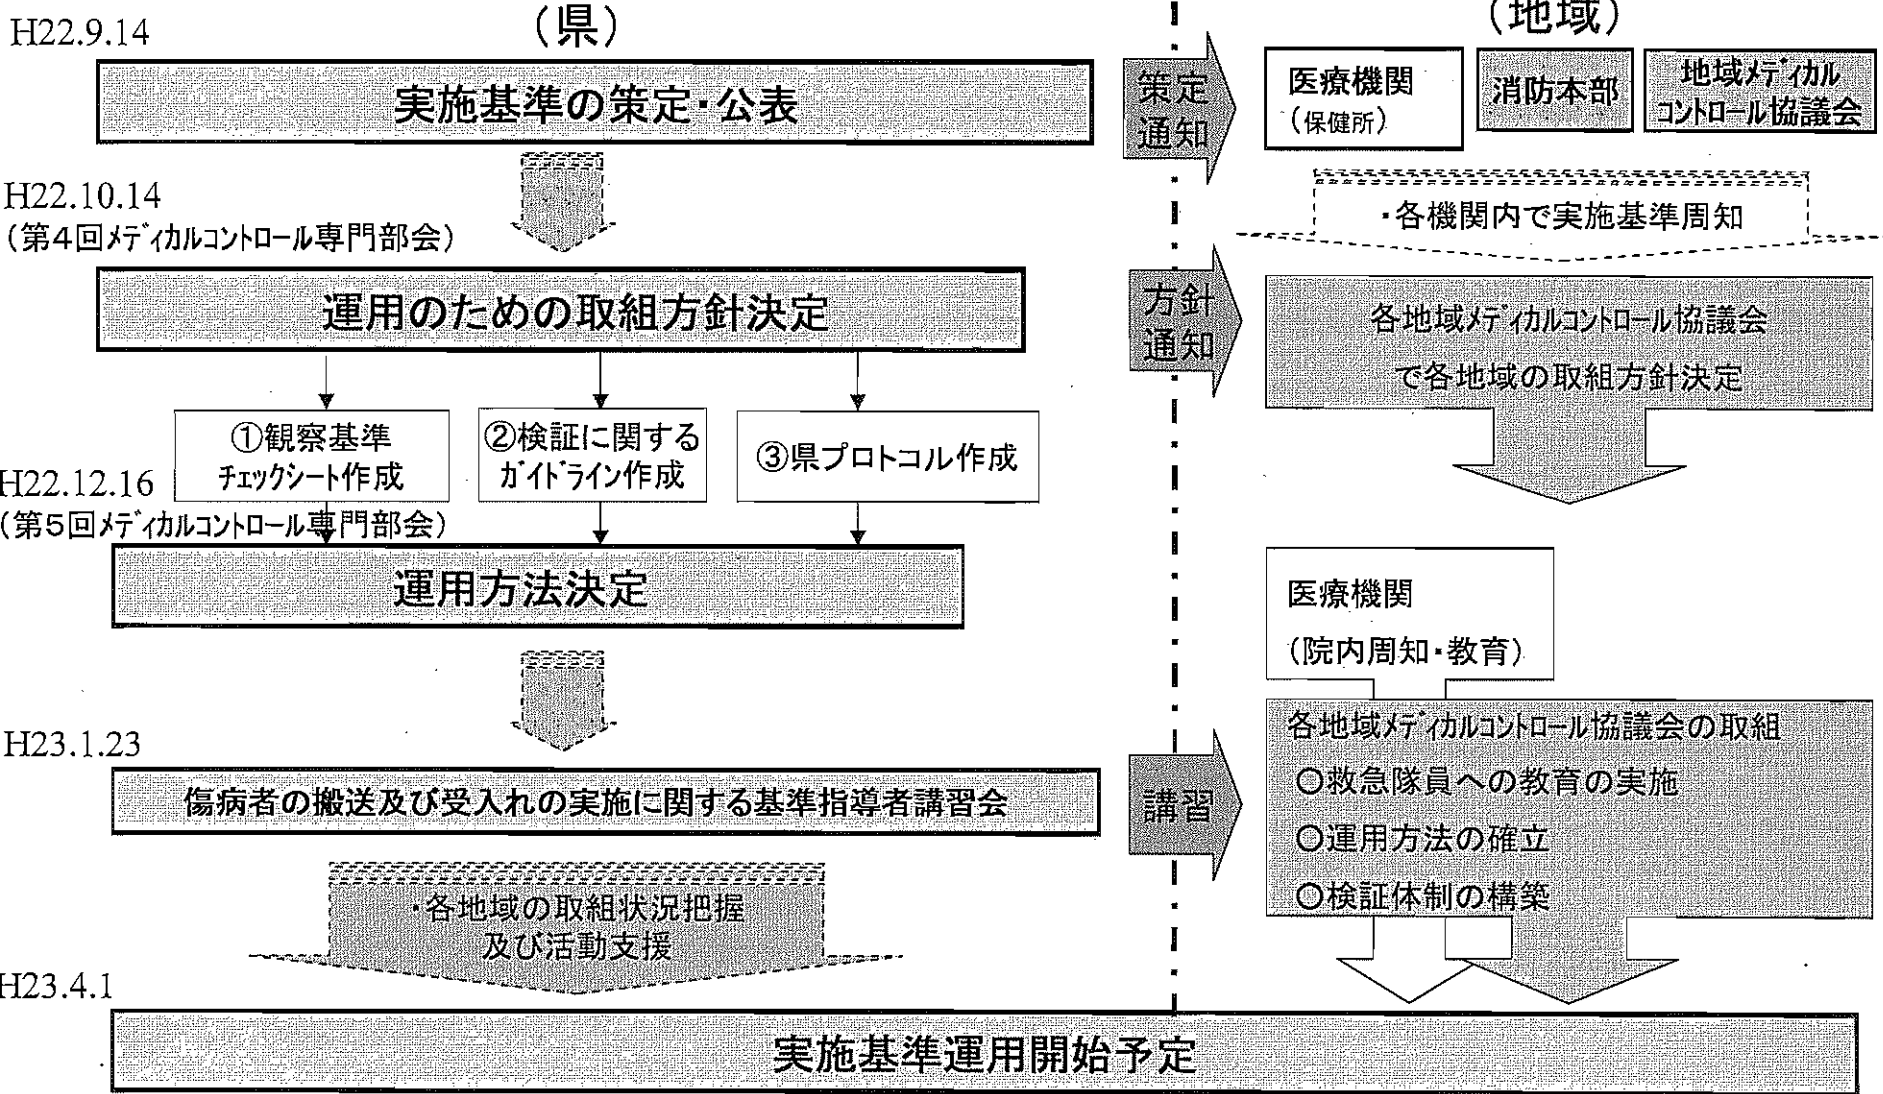 (県)
(地域)
H22.9.14
実施基準の策定・公表
策定
通知
医療機関
(保健所)
消防本部
地域メディカル
コントロール協議会
・各機関内で実施基準周知
H22.10.14
(第4回メディカルコントロール専門部会)
運用のための取組方針決定
方針
通知
各地域メディカルコントロール協議会
で各地域の取組方針決定
①観察基準
チェックシート作成
②検証に関する
ガイドライン作成
③県プロトコル作成
H22.12.16
(第5回メディカルコントロール専門部会)
運用方法決定
医療機関
(院内周知・教育)
H23.1.23
傷病者の搬送及び受入れの実施に関する基準指導者講習会
講習
各地域メディカルコントロール協議会の取組
○救急隊員への教育の実施
○運用方法の確立
○検証体制の構築
・各地域の取組状況把握
及び活動支援
H23.4.1
実施基準運用開始予定